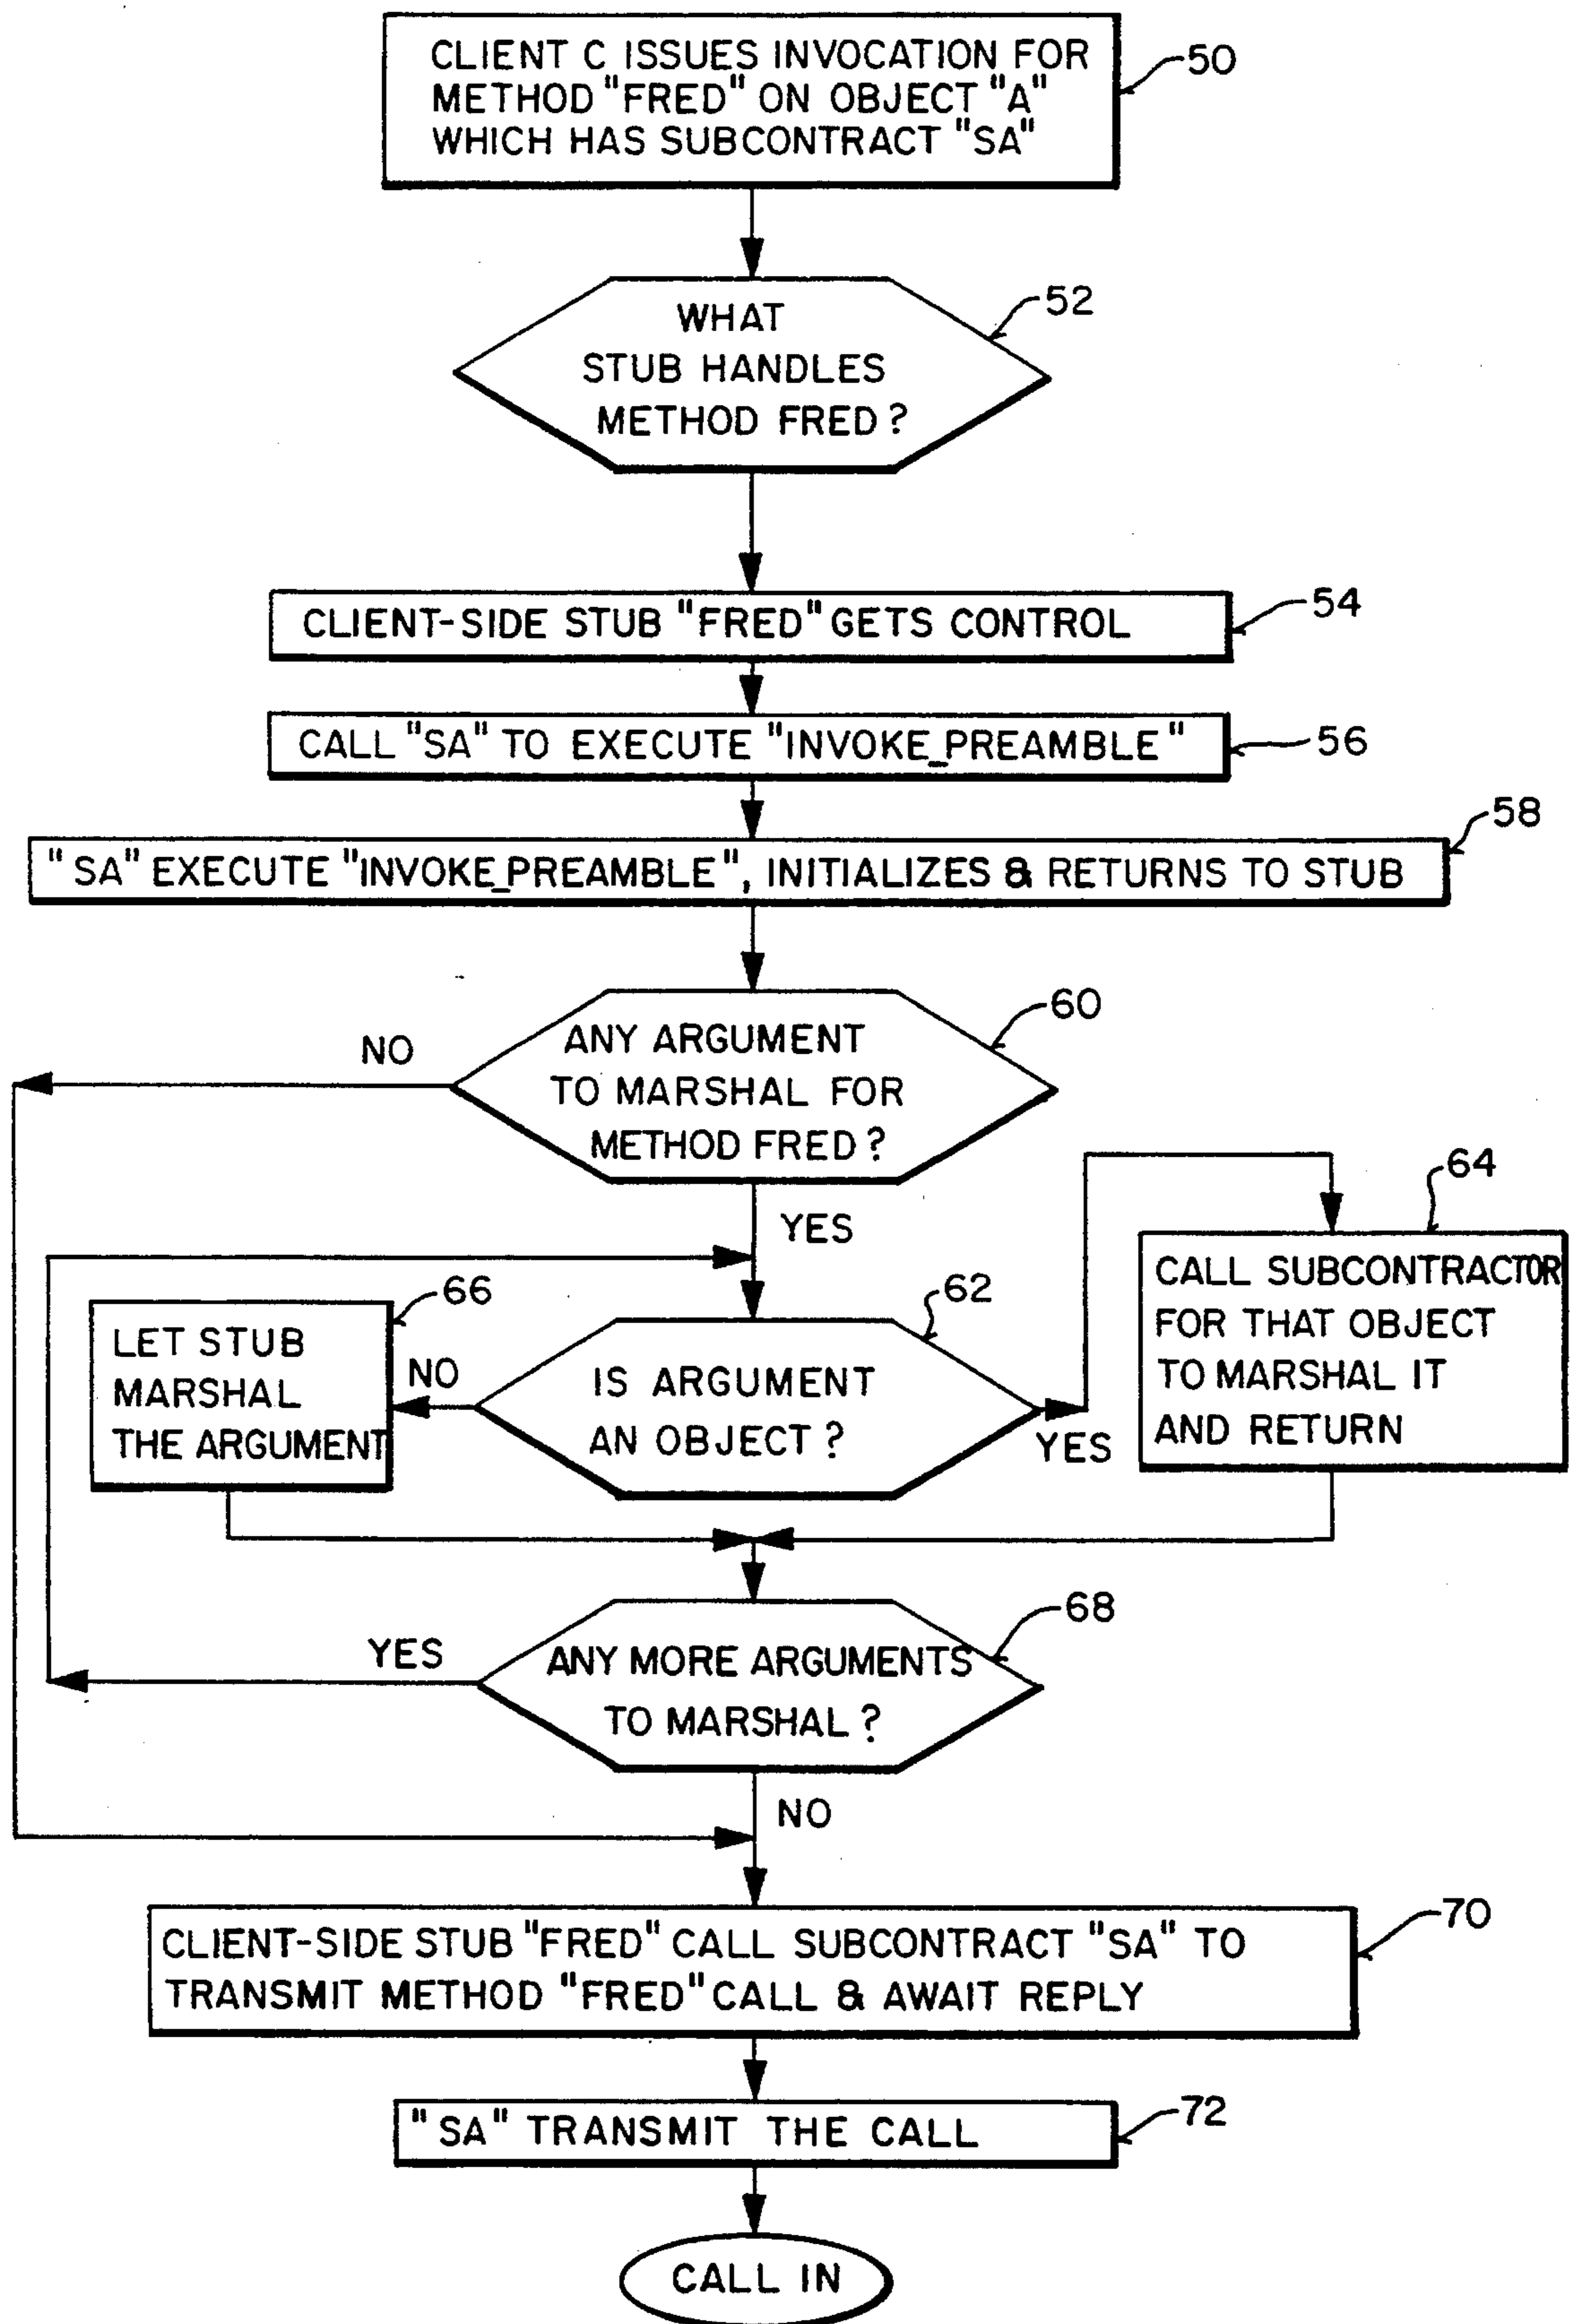 CLIENT C ISSUES INVOCATION FOR
METHOD "FRED" ON OBJECT "A"
WHICH HAS SUBCONTRACT "SA"
50
WHAT
STUB HANDLES
METHOD FRED?
52
CLIENT-SIDE STUB "FRED" GETS CONTROL
54
CALL "SA" TO EXECUTE "INVOKE_PREAMBLE"
56
"SA" EXECUTE "INVOKE_PREAMBLE", INITIALIZES & RETURNS TO STUB
58
ANY ARGUMENT
TO MARSHAL FOR
METHOD FRED?
60
NO
YES
IS ARGUMENT
AN OBJECT?
62
NO
YES
LET STUB
MARSHAL
THE ARGUMENT
66
CALL SUBCONTRACTOR
FOR THAT OBJECT
TO MARSHAL IT
AND RETURN
64
ANY MORE ARGUMENTS
TO MARSHAL?
68
YES
NO
CLIENT-SIDE STUB "FRED" CALL SUBCONTRACT "SA" TO
TRANSMIT METHOD "FRED" CALL & AWAIT REPLY
70
"SA" TRANSMIT THE CALL
72
CALL IN